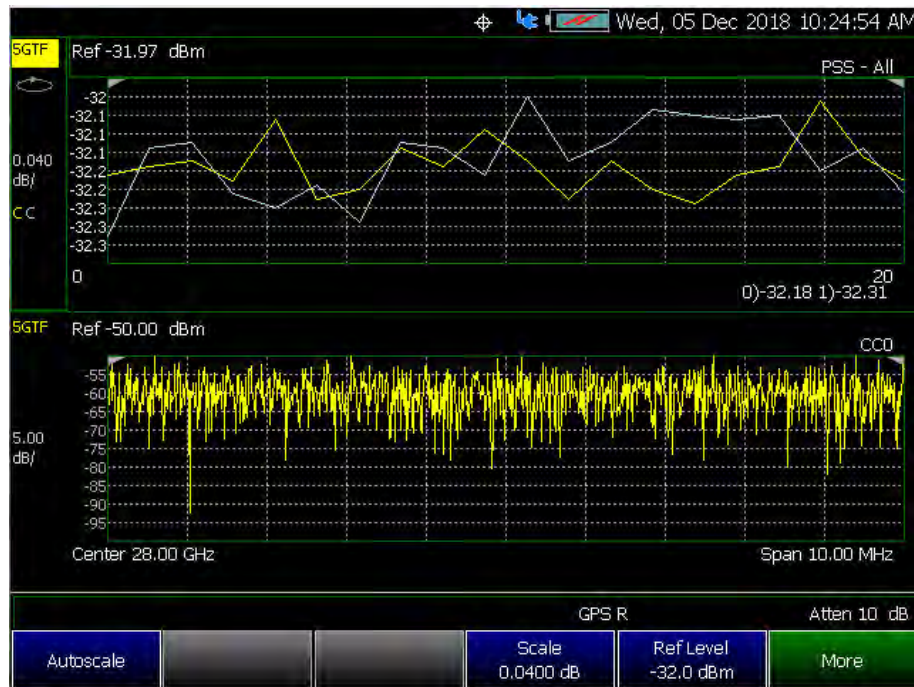 Wed, 05 Dec 2018 10:24:54 AM
5GTF
Ref -31.97 dBm
PSS - All
-32
-32.1
-32.1
-32.1
-32.2
-32.2
-32.3
-32.3
-32.3
0.040
dB/
CC
0
20
0)-32.18 1)-32.31
5GTF
Ref -50.00 dBm
CC0
-55
-60
-65
-70
-75
-80
-85
-90
-95
5.00
dB/
Center 28.00 GHz
Span 10.00 MHz
GPS R
Atten 10 dB
Autoscale
Scale
0.0400 dB
Ref Level
-32.0 dBm
More